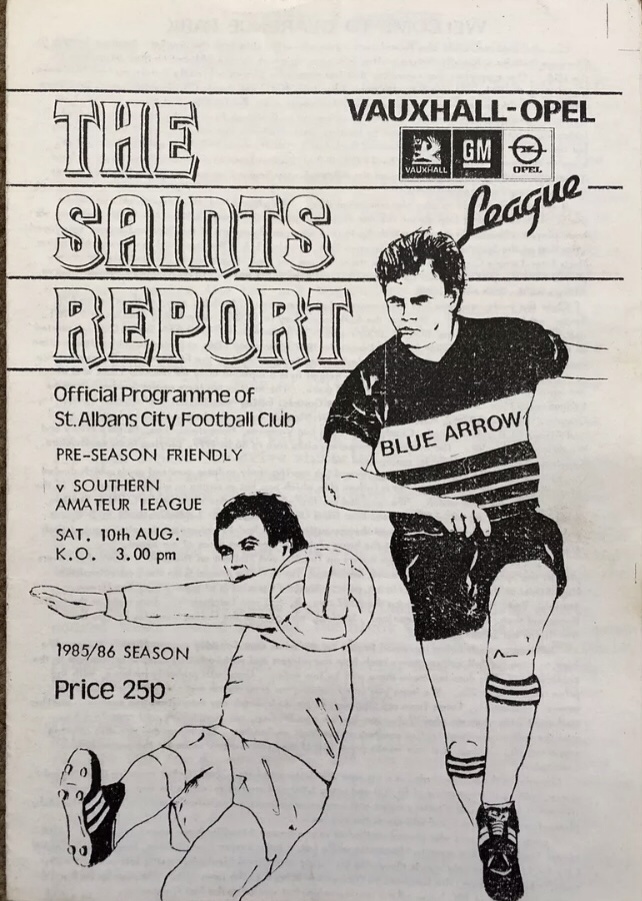 THE
SAINTS
REPORT
VAUXHALL-OPEL
VAUXHALL
GM
OPEL
League
Official Programme of
St. Albans City Football Club
PRE-SEASON FRIENDLY
v SOUTHERN
AMATEUR LEAGUE
SAT. 10th AUG.
K.O. 3.00 pm
1985/86 SEASON
Price 25p
BLUE ARROW